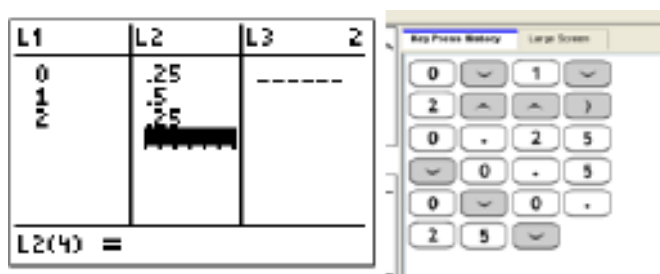 L1 L2 L3 2
0 .25 ------
1 .5
2 .25
L2(4) =
Key Press History Large Screen
0 1
2 )
0 . 2 5
0 . 5
0 0 .
2 5